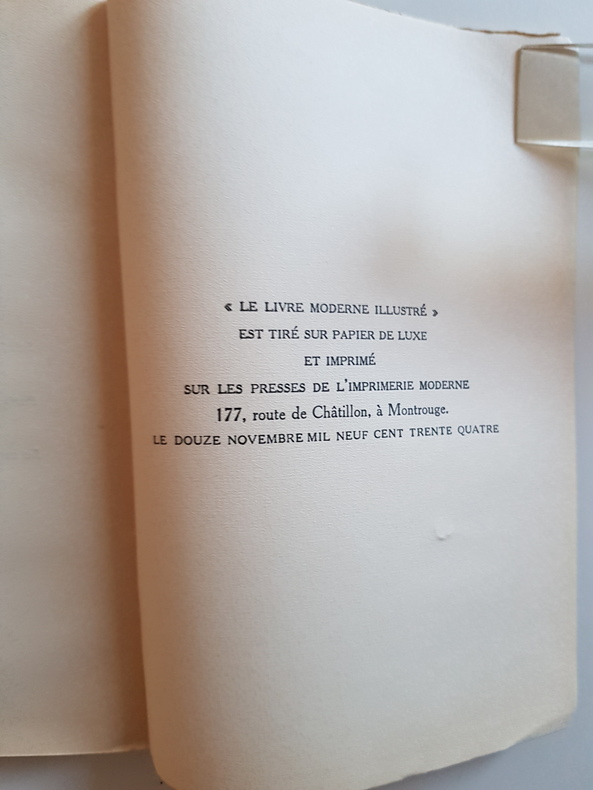 « LE LIVRE MODERNE ILLUSTRÉ »
EST TIRÉ SUR PAPIER DE LUXE
ET IMPRIMÉ
SUR LES PRESSES DE L'IMPRIMERIE MODERNE
177, route de Châtillon, à Montrouge.
LE DOUZE NOVEMBRE MIL NEUF CENT TRENTE QUATRE